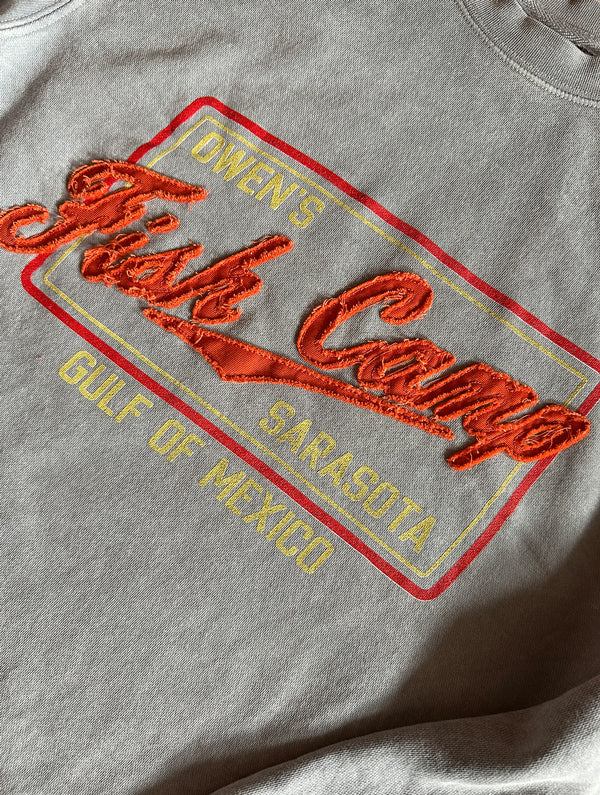 OWEN'S
Fish Camp
SARASOTA
GULF OF MEXICO